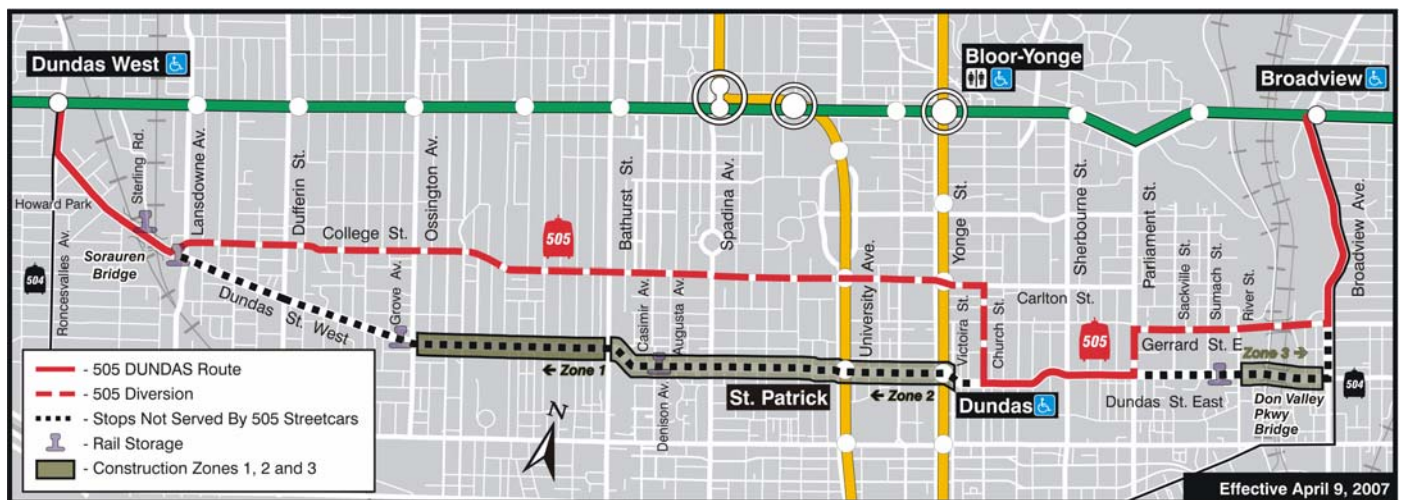 Dundas West
Bloor-Yonge
Broadview
Sterling Rd.
Lansdowne Av.
Dufferin St.
Ossington Av.
Bathurst St.
Spadina Av.
University Ave.
Yonge St.
Sherbourne St.
Parliament St.
Sackville St.
Sumach St.
River St.
Broadview Ave.
Howard Park
Roncesvalles Av.
504
Sorauren
Bridge
College St.
505
Dundas St. West
Grove Av.
Casimir Av.
Augusta Av.
Denison Av.
Victoira St.
Church St.
Carlton St.
505
Gerrard St. E
Zone 3 →
← Zone 1
← Zone 2
St. Patrick
Dundas
Dundas St. East
Don Valley
Pkwy
Bridge
504
- 505 DUNDAS Route
- 505 Diversion
- Stops Not Served By 505 Streetcars
- Rail Storage
- Construction Zones 1, 2 and 3
N
Effective April 9, 2007